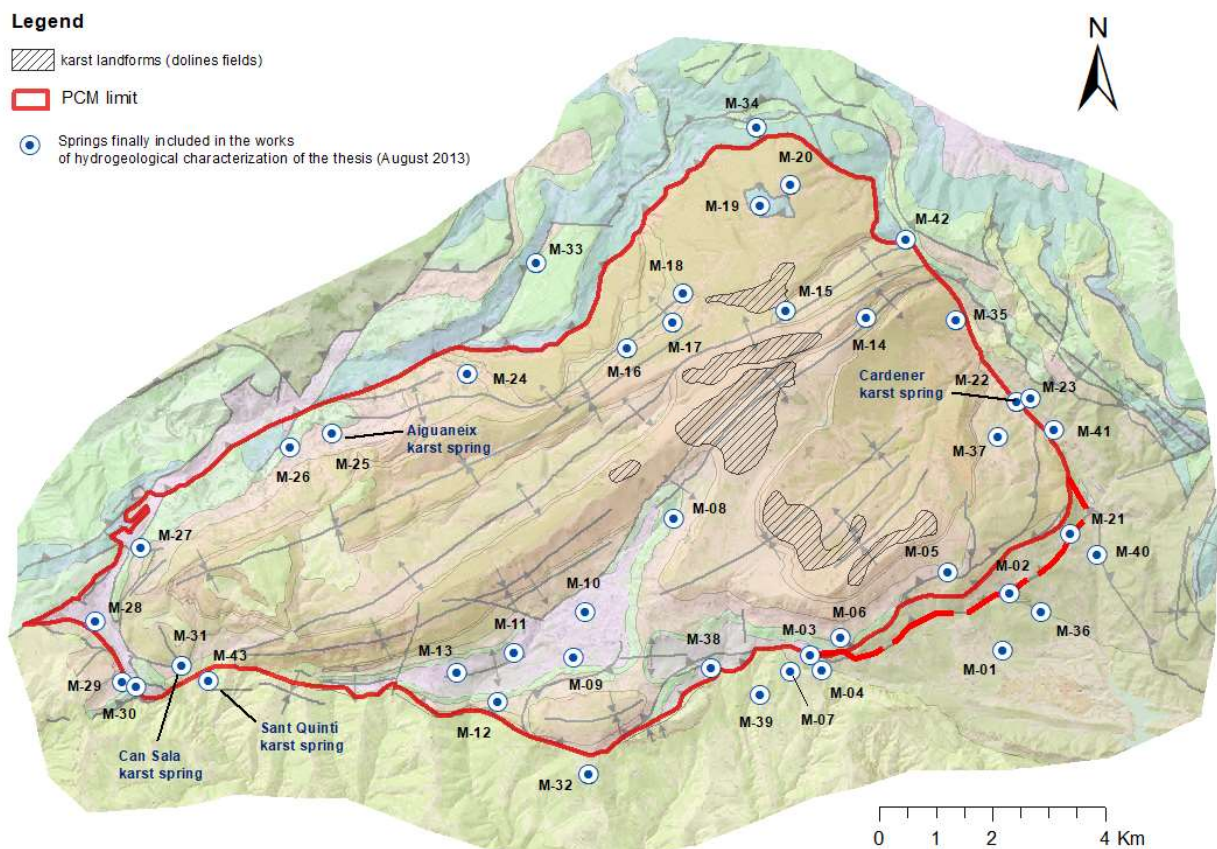 Legend
karst landforms (dolines fields)
PCM limit
Springs finally included in the works
of hydrogeological characterization of the thesis (August 2013)
N
M-34
M-20
M-19
M-42
M-33
M-18
M-15
M-35
M-17
M-14
M-16
M-24
Cardener
karst spring
M-22
M-23
M-41
M-37
Aiguaneix
karst spring
M-26
M-25
M-08
M-21
M-27
M-05
M-02
M-40
M-10
M-28
M-06
M-36
M-11
M-31
M-43
M-13
M-38
M-03
M-01
M-09
M-01
M-04
M-29
M-30
M-12
M-39
M-07
Sant Quintí
karst spring
Can Sala
karst spring
M-32
0 1 2 4 Km